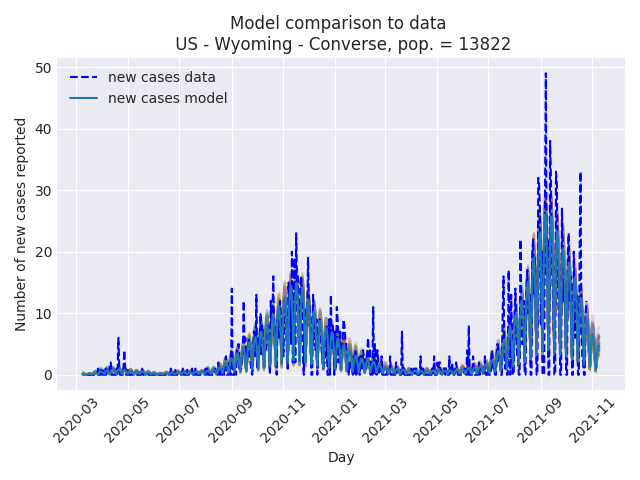 Model comparison to data
US - Wyoming - Converse, pop. = 13822
new cases data
new cases model
Number of new cases reported
50
40
30
20
10
0
2020-03
2020-05
2020-07
2020-09
2020-11
2021-01
2021-03
2021-05
2021-07
2021-09
2021-11
Day